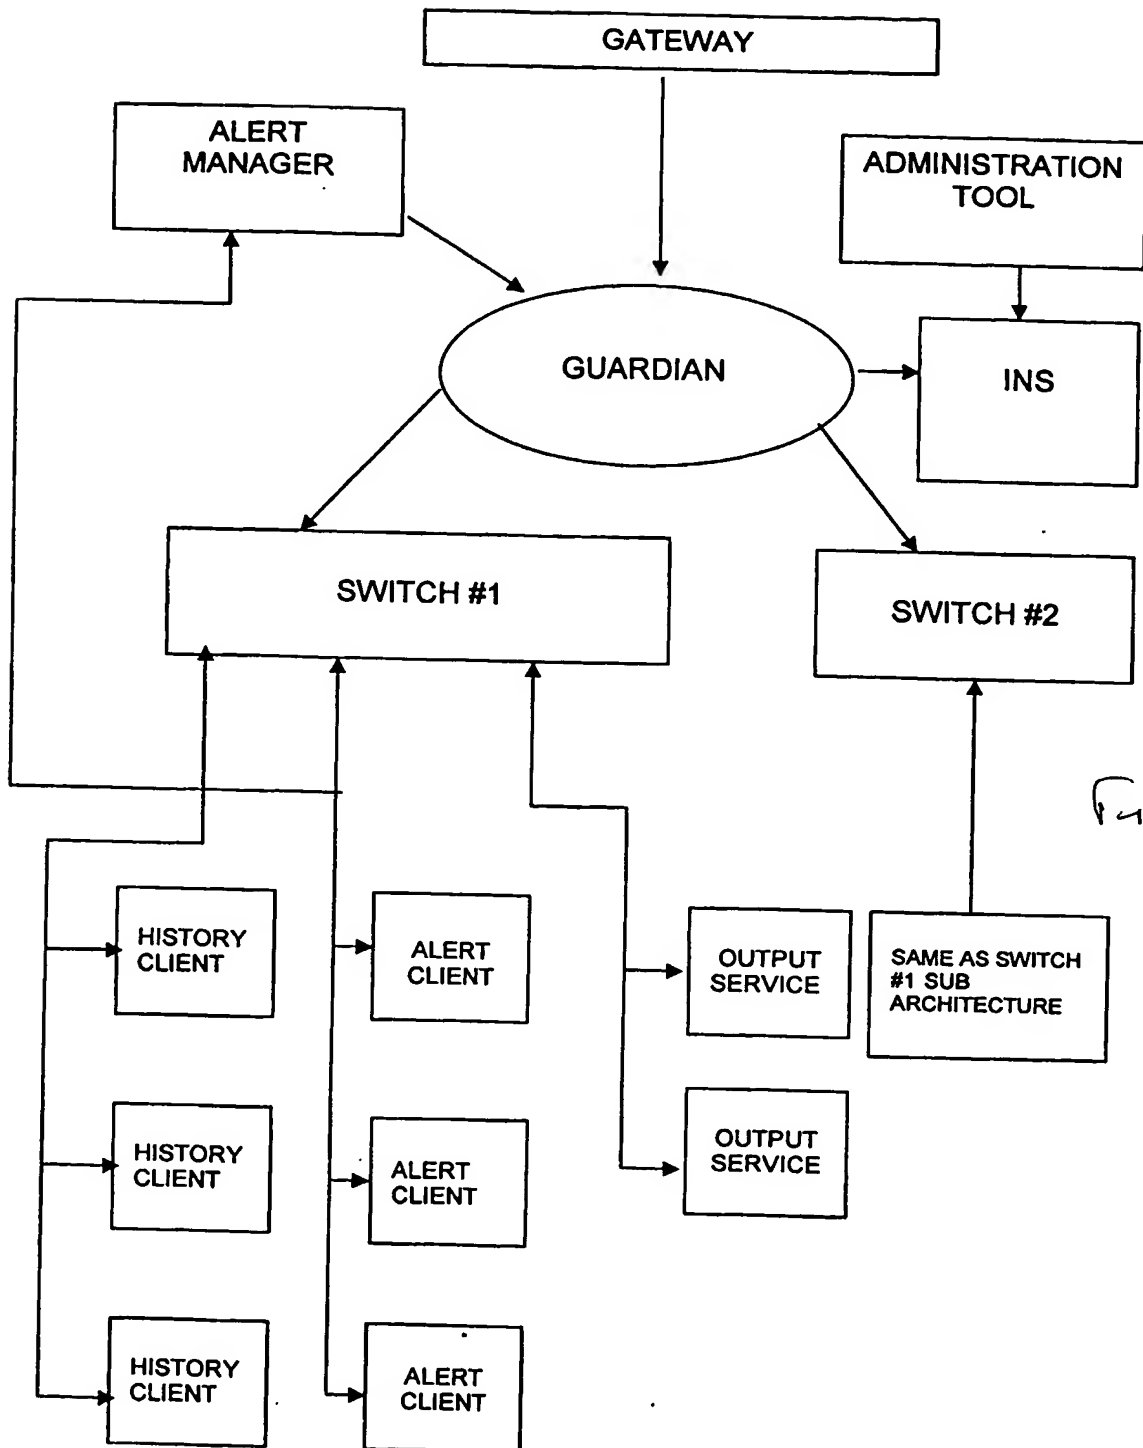 GATEWAY
ALERT
MANAGER
ADMINISTRATION
TOOL
GUARDIAN
INS
SWITCH #1
SWITCH #2
HISTORY
CLIENT
ALERT
CLIENT
OUTPUT
SERVICE
SAME AS SWITCH
#1 SUB
ARCHITECTURE
HISTORY
CLIENT
ALERT
CLIENT
OUTPUT
SERVICE
HISTORY
CLIENT
ALERT
CLIENT